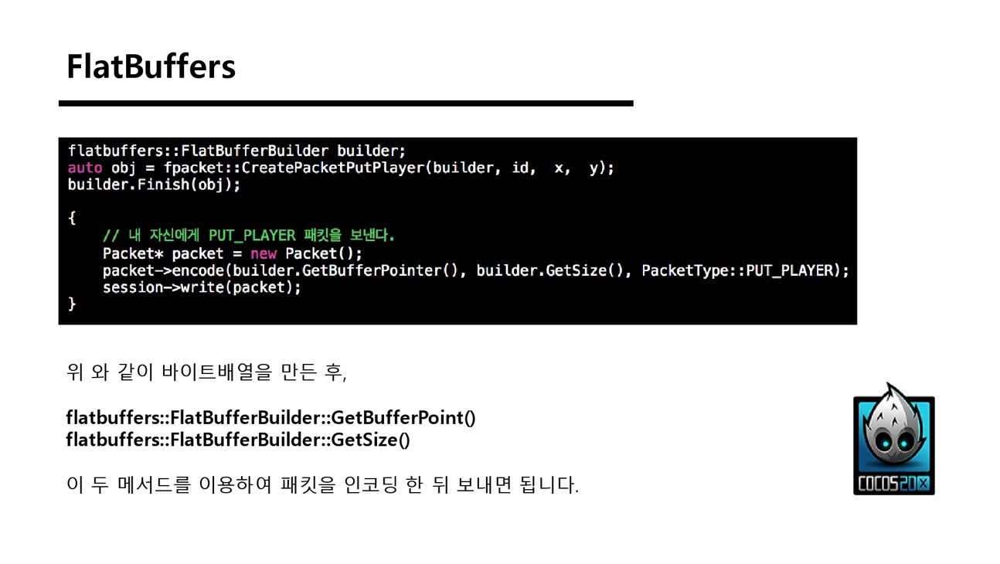 FlatBuffers
flatbuffers::FlatBufferBuilder builder;
auto obj = fpacket::CreatePacketPutPlayer(builder, id,  x,  y);
builder.Finish(obj);
{
    // 내 자신에게 PUT_PLAYER 패킷을 보낸다.
    Packet* packet = new Packet();
    packet->encode(builder.GetBufferPointer(), builder.GetSize(), PacketType::PUT_PLAYER);
    session->write(packet);
}
위 와 같이 바이트배열을 만든 후,
flatbuffers::FlatBufferBuilder::GetBufferPoint()
flatbuffers::FlatBufferBuilder::GetSize()
이 두 메서드를 이용하여 패킷을 인코딩 한 뒤 보내면 됩니다.
COCOS2DX